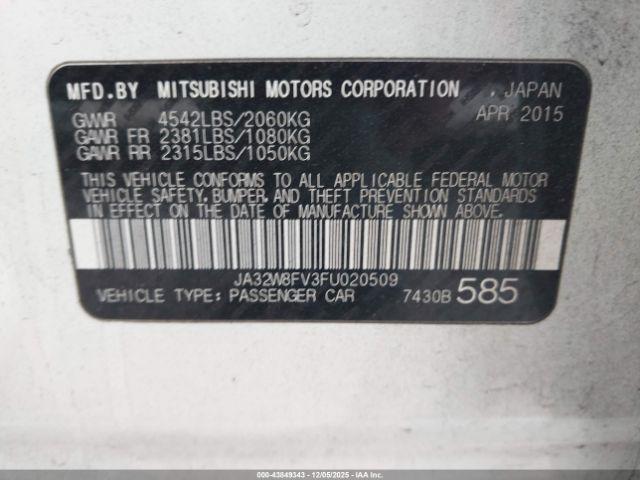 MFD.BY MITSUBISHI MOTORS CORPORATION , JAPAN
GVWR 4542LBS/2060KG APR 2015
GAWR FR 2381LBS/1080KG
GAWR RR 2315LBS/1050KG
THIS VEHICLE CONFORMS TO ALL APPLICABLE FEDERAL MOTOR
VEHICLE SAFETY, BUMPER, AND THEFT PREVENTION STANDARDS
IN EFFECT ON THE DATE OF MANUFACTURE SHOWN ABOVE.
JA32W8FV3FU020509
VEHICLE TYPE: PASSENGER CAR 7430B 585
000-43849343 - 12/05/2025 - COPYRIGHT IAA, LLC.